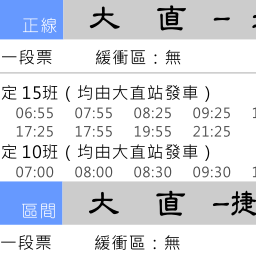 正線 大 直 －
一段票 緩衝區：無
定 15班 ( 均由大直站發車 )
06:55 07:55 08:25 09:25
17:25 17:55 19:55 21:25
定 10班 ( 均由大直站發車 )
07:00 08:00 08:30 09:30
區間 大 直 －捷
一段票 緩衝區：無